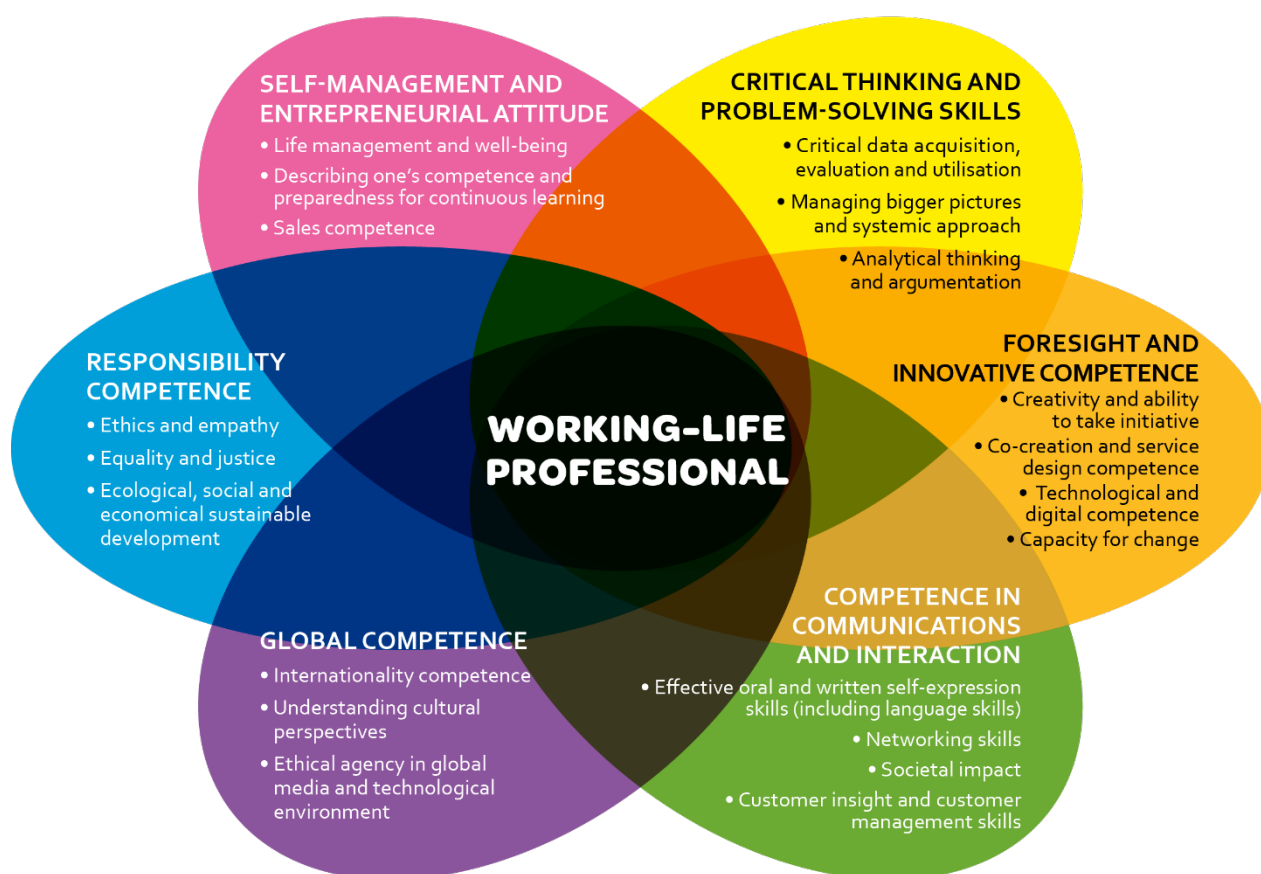 SELF-MANAGEMENT AND
ENTREPRENEURIAL ATTITUDE
• Life management and well-being
• Describing one's competence and
preparedness for continuous learning
• Sales competence
CRITICAL THINKING AND
PROBLEM-SOLVING SKILLS
• Critical data acquisition,
evaluation and utilisation
• Managing bigger pictures
and systemic approach
• Analytical thinking
and argumentation
RESPONSIBILITY
COMPETENCE
• Ethics and empathy
• Equality and justice
• Ecological, social and
economical sustainable
development
WORKING-LIFE
PROFESSIONAL
FORESIGHT AND
INNOVATIVE COMPETENCE
• Creativity and ability
to take initiative
• Co-creation and service
design competence
• Technological and
digital competence
• Capacity for change
GLOBAL COMPETENCE
• Internationality competence
• Understanding cultural
perspectives
• Ethical agency in global
media and technological
environment
COMPETENCE IN
COMMUNICATIONS
AND INTERACTION
• Effective oral and written self-expression
skills (including language skills)
• Networking skills
• Societal impact
• Customer insight and customer
management skills